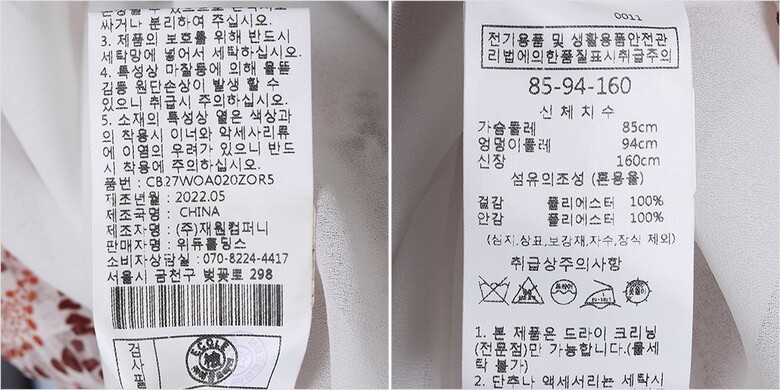 싸거나 분리하여 주십시오.
3. 제품의 보호를 위해 반드시
세탁망에 넣어서 세탁하십시오.
4. 특성상 마찰등에 의해 올뜯
김등 원단손상이 발생 할 수
있으니 취급시 주의하십시오.
5. 소재의 특성상 옅은 색상과
의 착용시 이너와 악세사리류
에 이염의 우려가 있으니 반드
시 착용에 주의하십시오.
품번 : CB27WOA020ZOR5
제조년월 : 2022.05
제조국명 : CHINA
제조자명 : (주)재원컴퍼니
판매자명 : 위듀홀딩스
소비자상담실 : 070-8224-4417
서울시 금천구 벚꽃로 298
검사필
ECOLE
0011
전기용품 및 생활용품안전관
리법에의한품질표시취급주의
85-94-160
신체치수
가슴둘레 85cm
엉덩이둘레 94cm
신장 160cm
섬유의조성 (혼용율)
겉감 폴리에스터 100%
안감 폴리에스터 100%
(심지,상표,보강재,자수,장식 제외)
취급상주의사항
1. 본 제품은 드라이 크리닝
(전문점)만 가능합니다.(물세
탁 불가)
2. 단추나 액세서리는 세탁시